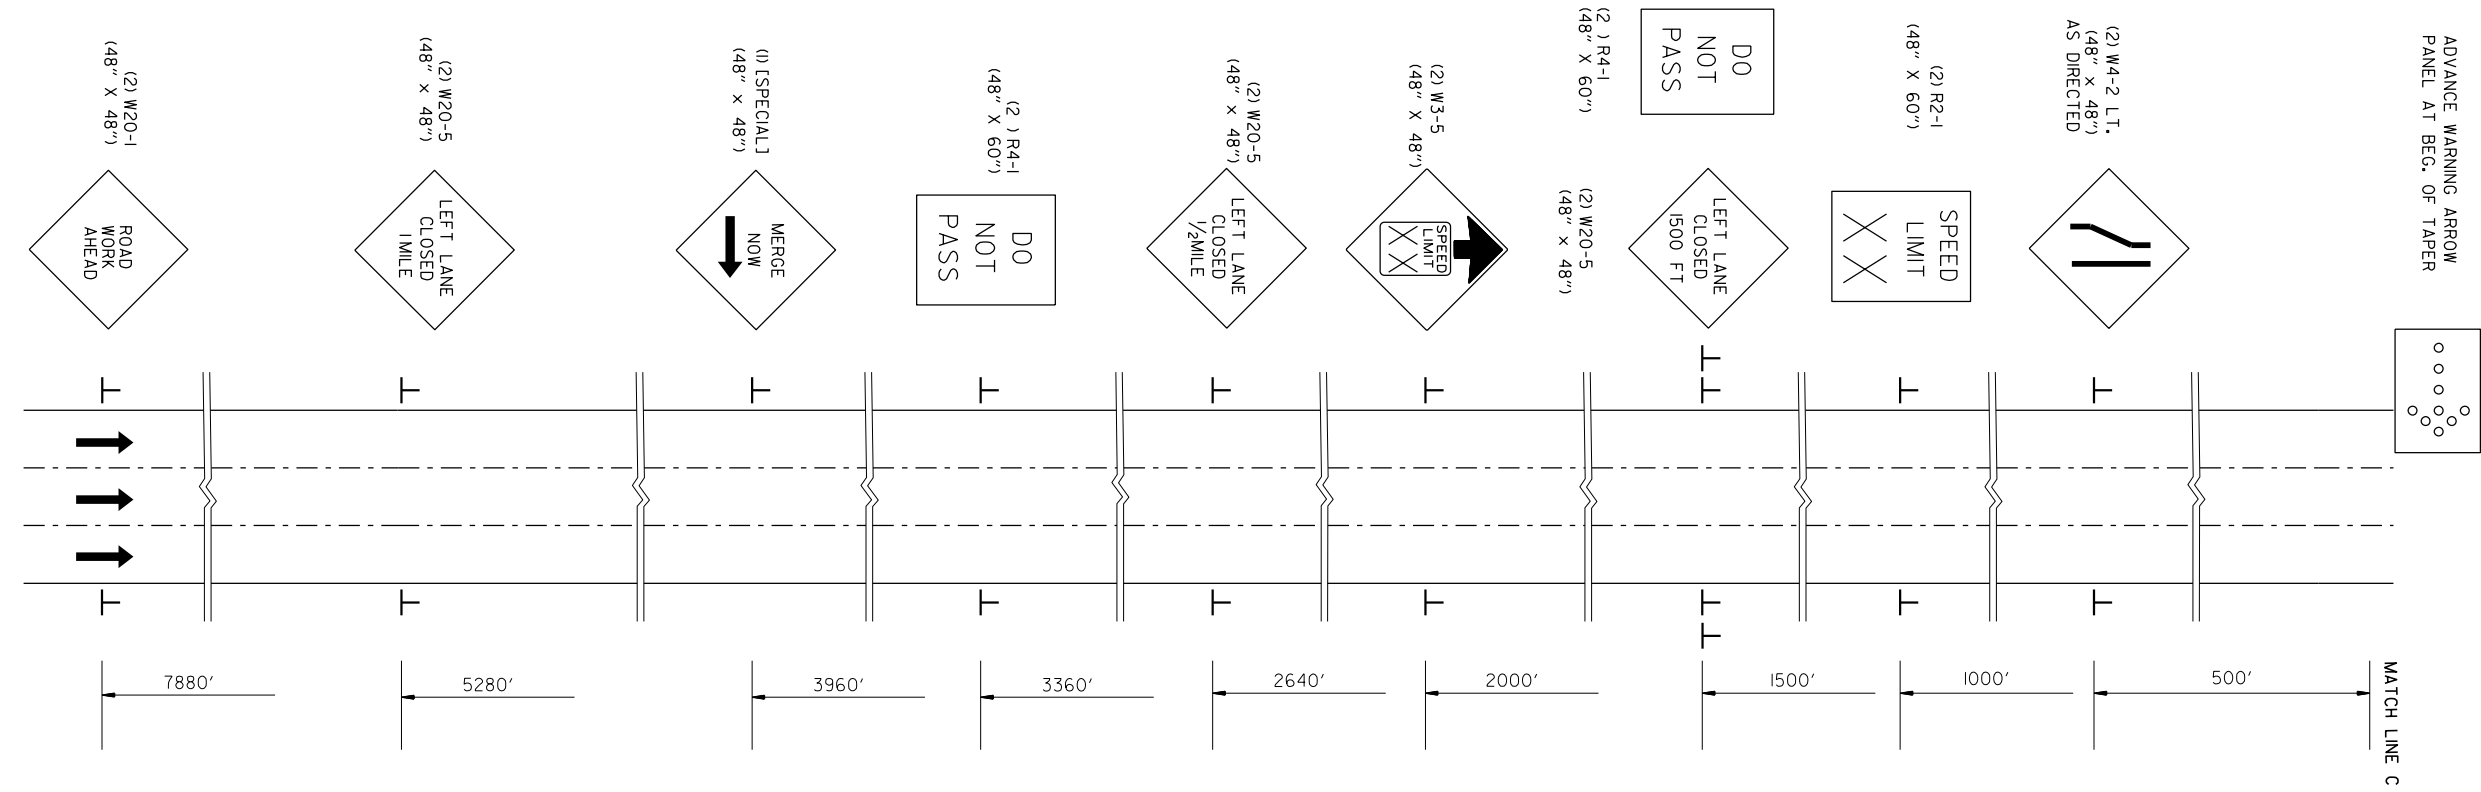 (2) W20-1
(48" X 48")
ROAD
WORK
AHEAD
(2) W20-5
(48" x 48")
LEFT LANE
CLOSED
1 MILE
(1) [SPECIAL]
(48" x 48")
MERGE
NOW
(2 ) R4-1
(48" X 60")
DO
NOT
PASS
(2) W20-5
(48" x 48")
LEFT LANE
CLOSED
1/2MILE
(2) W3-5
(48" X 48")
SPEED
LIMIT
XX
(2 ) R4-1
(48" X 60")
DO
NOT
PASS
(2) W20-5
(48" x 48")
LEFT LANE
CLOSED
1500 FT
(2) R2-1
(48" X 60")
SPEED
LIMIT
XX
(2) W4-2 LT.
(48" x 48")
AS DIRECTED
ADVANCE WARNING ARROW
PANEL AT BEG. OF TAPER
7880'
5280'
3960'
3360'
2640'
2000'
1500'
1000'
500'
MATCH LINE C